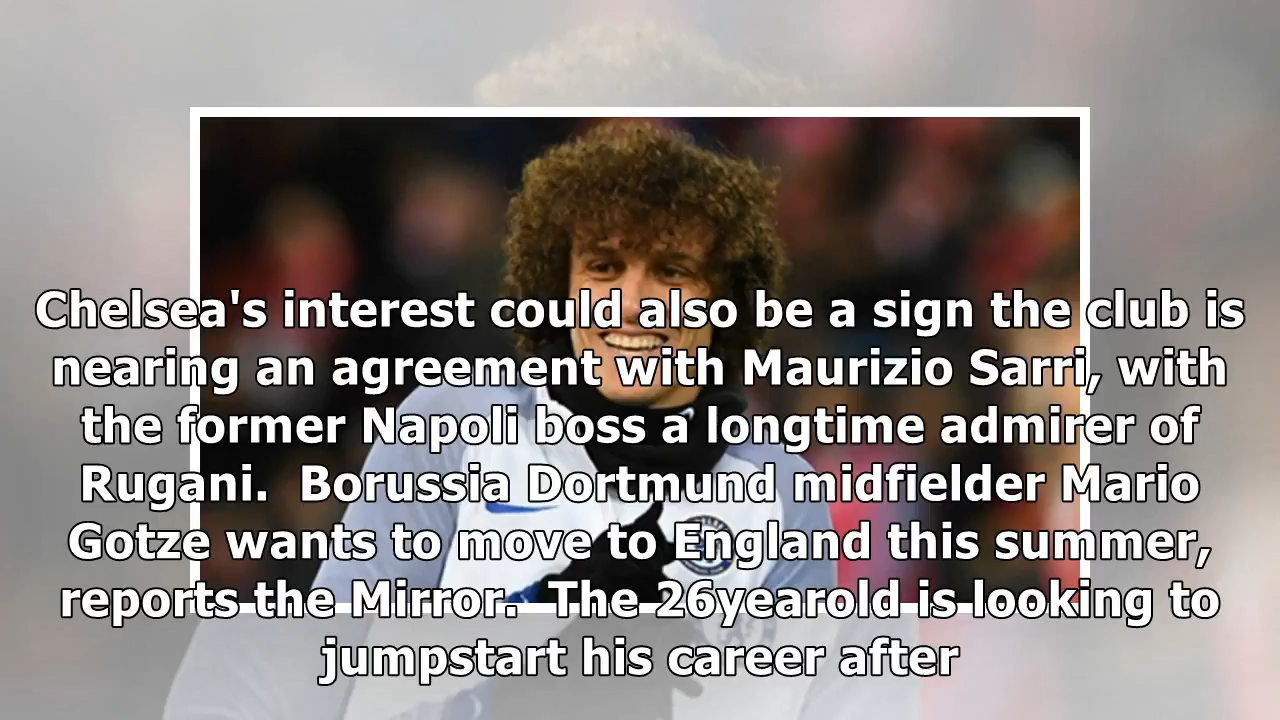 Chelsea's interest could also be a sign the club is
nearing an agreement with Maurizio Sarri, with
the former Napoli boss a longtime admirer of
Rugani.  Borussia Dortmund midfielder Mario
Gotze wants to move to England this summer,
reports the Mirror.  The 26yearold is looking to
jumpstart his career after